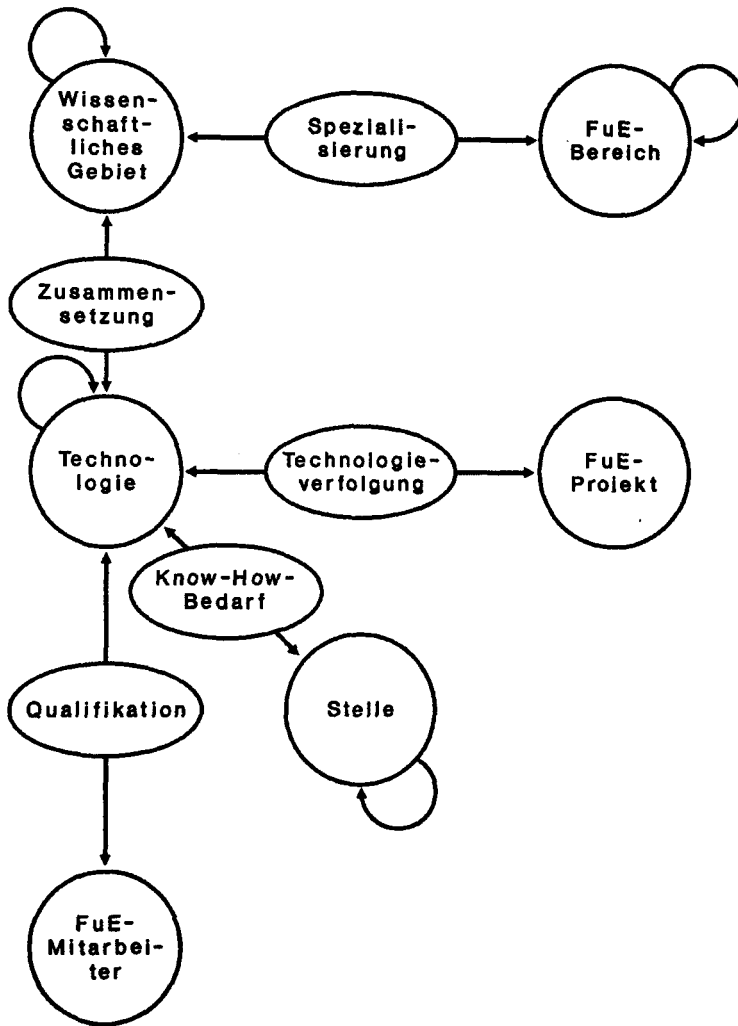 Wissen-
schaft-
liches
Gebiet
Speziali-
sierung
FuE-
Bereich
Zusammen-
setzung
Techno-
logie
Technologie-
verfolgung
FuE-
Projekt
Know-How-
Bedarf
Qualifikation
Stelle
FuE-
Mitarbei-
ter